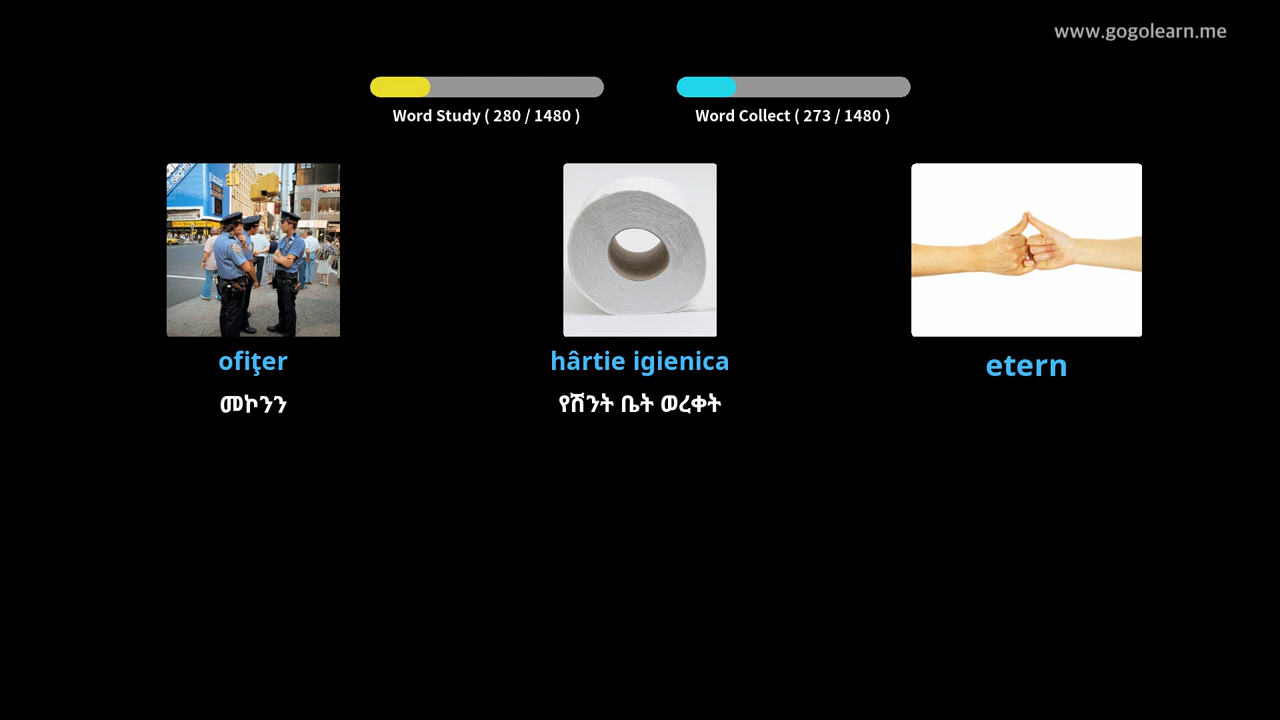 www.gogolearn.me
Word Study ( 280 / 1480 )
Word Collect ( 273 / 1480 )
ofiţer
hârtie igienica
etern
መኮንን
የሽንት ቤት ወረቀት